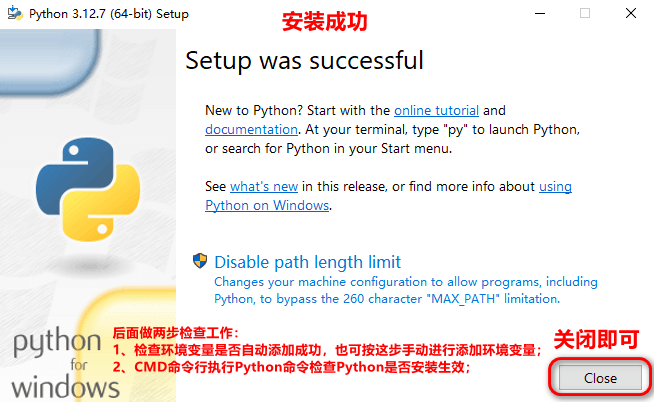 Python 3.12.7 (64-bit) Setup
安装成功
Setup was successful
New to Python? Start with the online tutorial and
documentation. At your terminal, type "py" to launch Python,
or search for Python in your Start menu.
See what's new in this release, or find more info about using
Python on Windows.
Disable path length limit
Changes your machine configuration to allow programs, including
Python, to bypass the 260 character "MAX_PATH" limitation.
后面做两步检查工作：
1、检查环境变量是否自动添加成功，也可按这步手动进行添加环境变量；
2、CMD命令行执行Python命令检查Python是否安装生效；
关闭即可
Close
python
for
windows